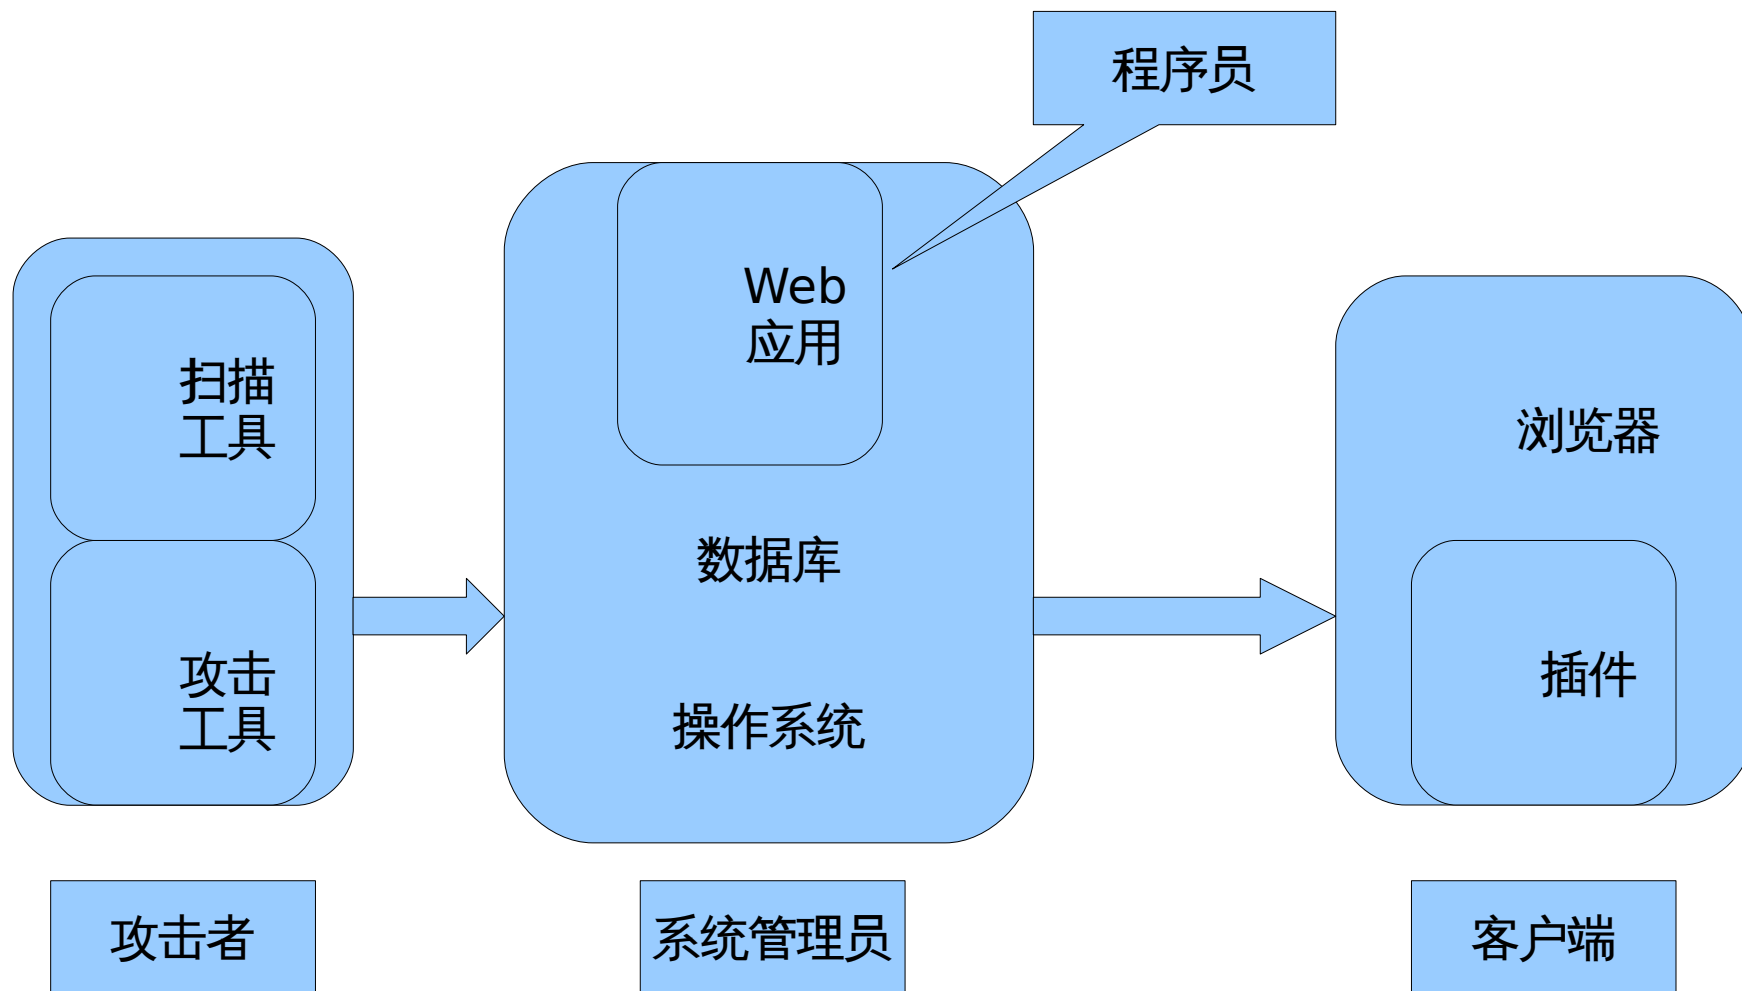 程序员
Web
应用
扫描
工具
浏览器
数据库
攻击
工具
插件
操作系统
攻击者
系统管理员
客户端